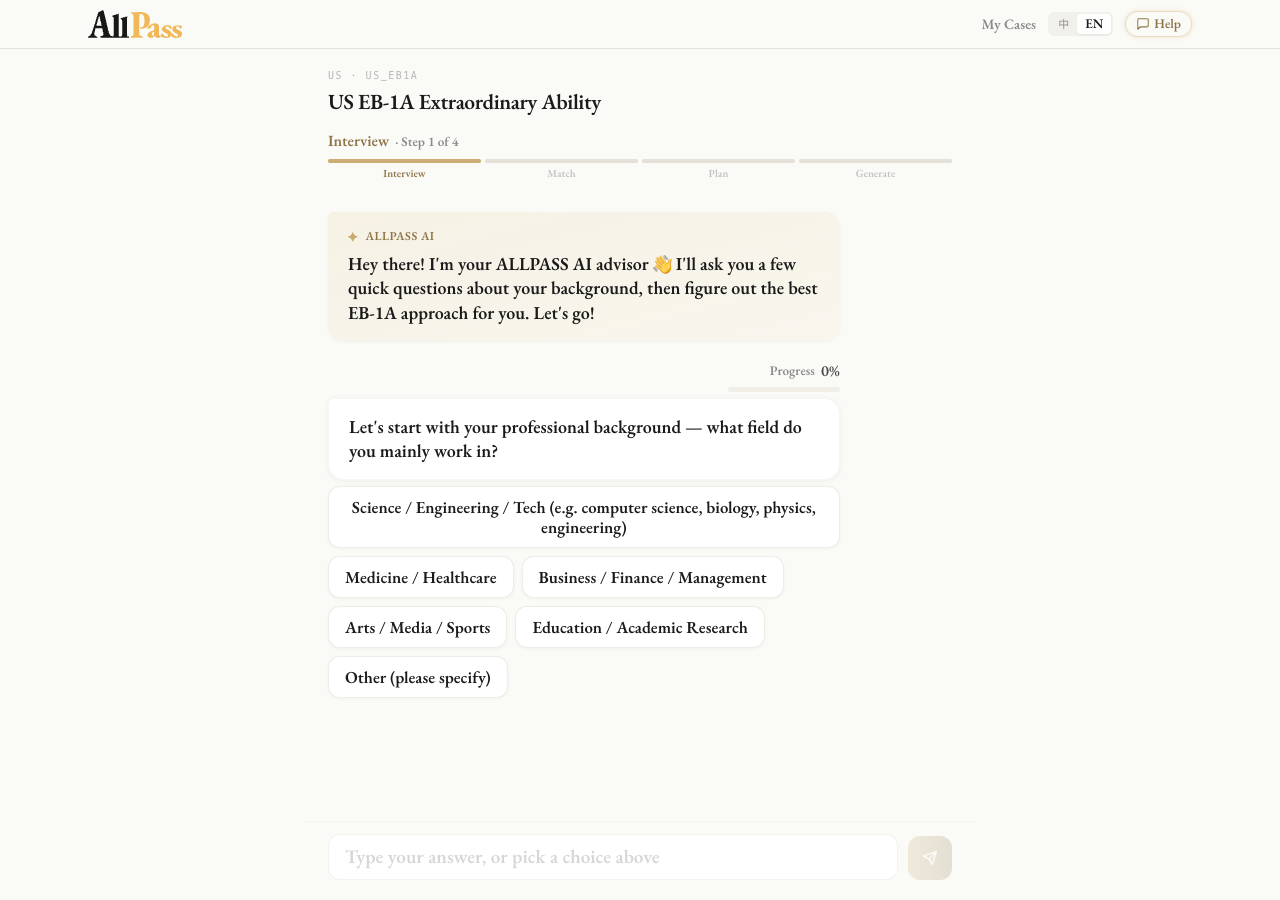 AllPass
My Cases
中
EN
Help
US · US_EB1A
US EB-1A Extraordinary Ability
Interview · Step 1 of 4
Interview
Match
Plan
Generate
ALLPASS AI
Hey there! I'm your ALLPASS AI advisor 👋 I'll ask you a few
quick questions about your background, then figure out the best
EB-1A approach for you. Let's go!
Progress 0%
Let's start with your professional background — what field do
you mainly work in?
Science / Engineering / Tech (e.g. computer science, biology, physics,
engineering)
Medicine / Healthcare
Business / Finance / Management
Arts / Media / Sports
Education / Academic Research
Other (please specify)
Type your answer, or pick a choice above